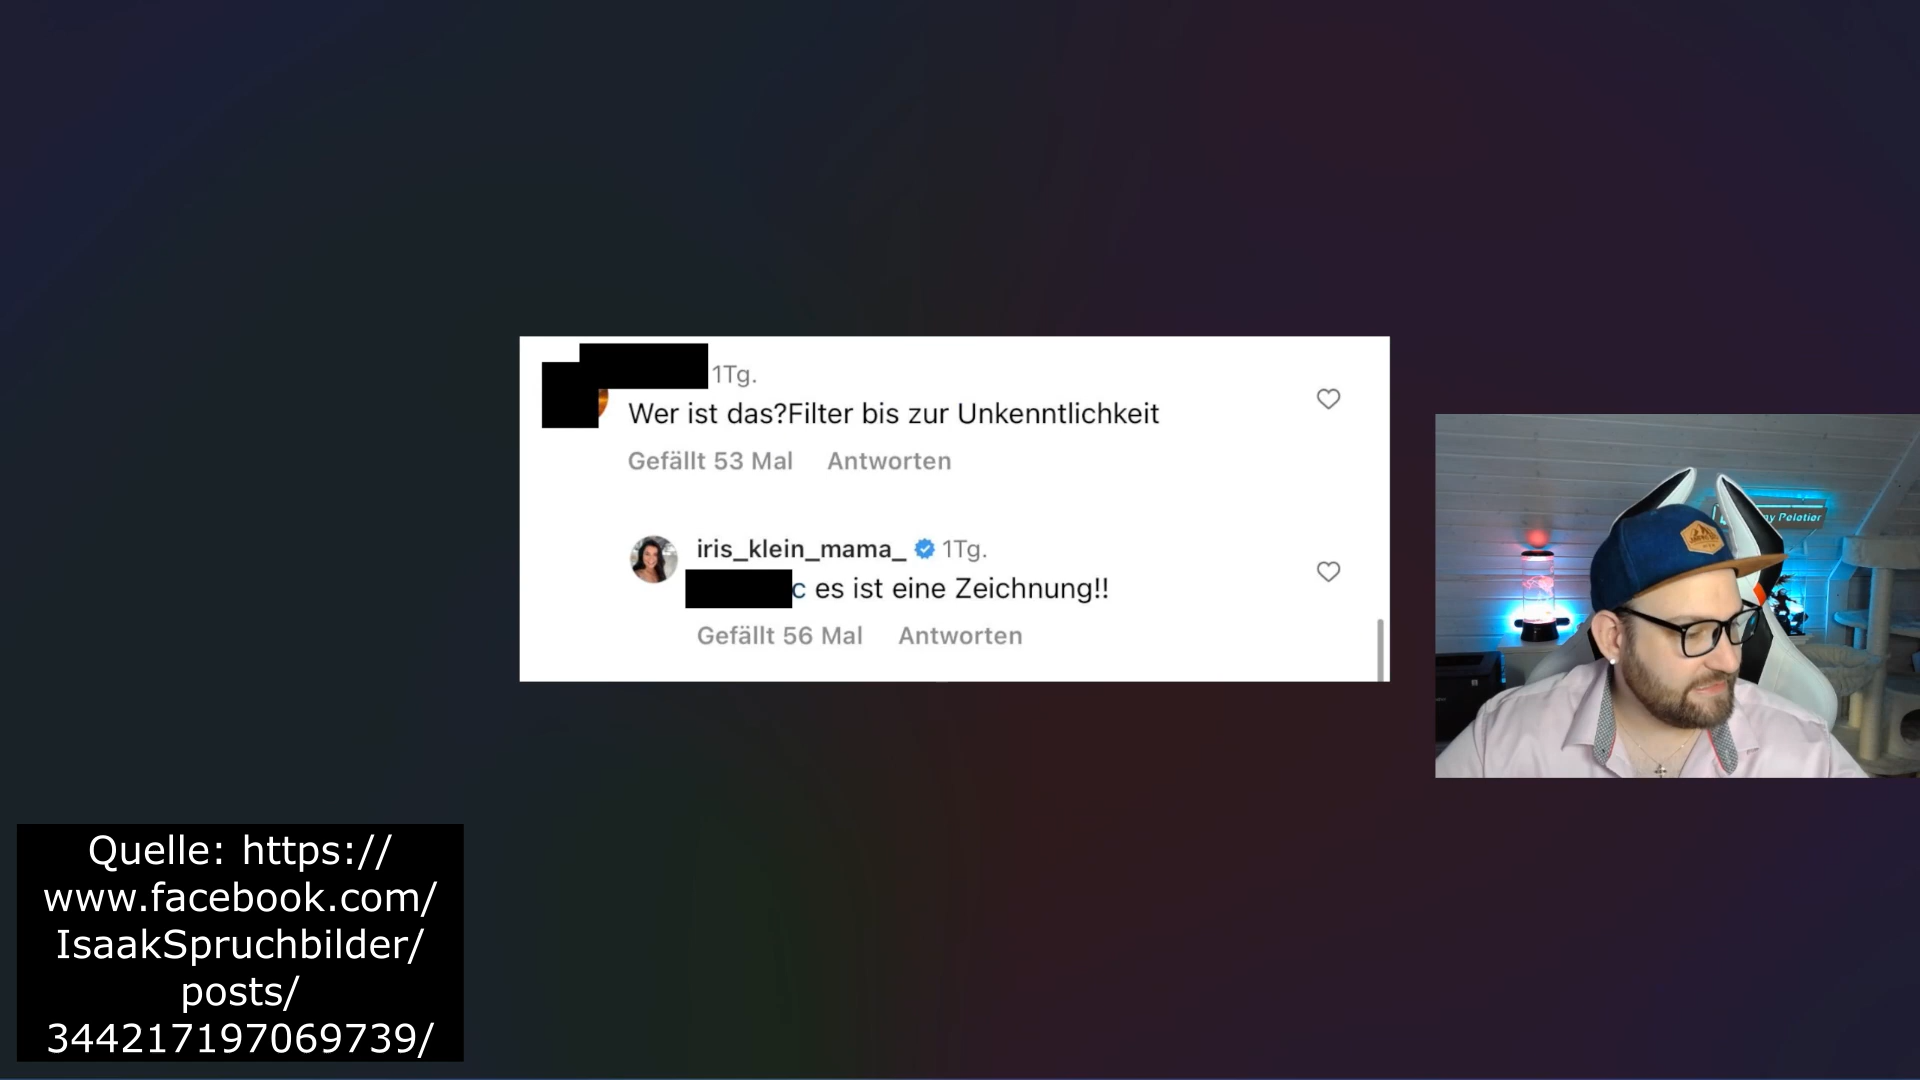 1Tg.
Wer ist das?Filter bis zur Unkenntlichkeit
Gefällt 53 Mal Antworten
iris_klein_mama_ 1Tg.
c es ist eine Zeichnung!!
Gefällt 56 Mal Antworten
Peletier
Quelle: https://
www.facebook.com/
IsaakSpruchbilder/
posts/
344217197069739/